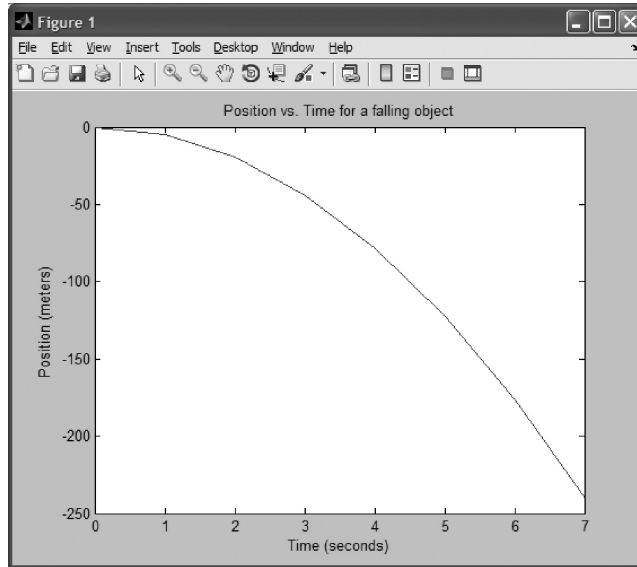 Figure 1
File Edit View Insert Tools Desktop Window Help
Position vs. Time for a falling object
0
-50
-100
-150
-200
-250
Position (meters)
0 1 2 3 4 5 6 7
Time (seconds)